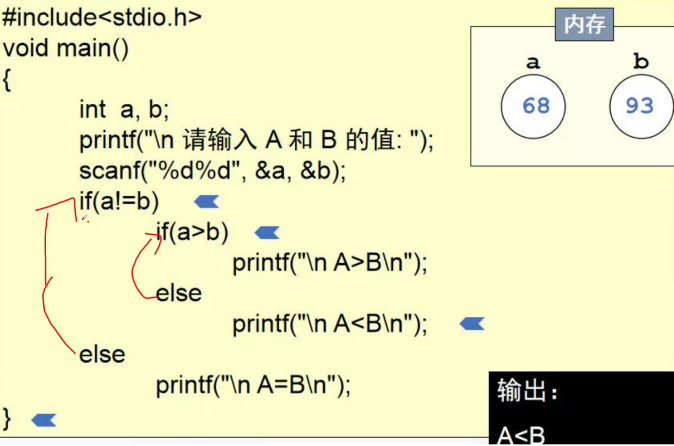 #include<stdio.h>
void main()
{
int a, b;
printf("\n 请输入 A 和 B 的值: ");
scanf("%d%d", &a, &b);
if(a!=b)
if(a>b)
printf("\n A>B\n");
else
printf("\n A<B\n");
else
printf("\n A=B\n");
}
内存
a b
68 93
输出：
A<B